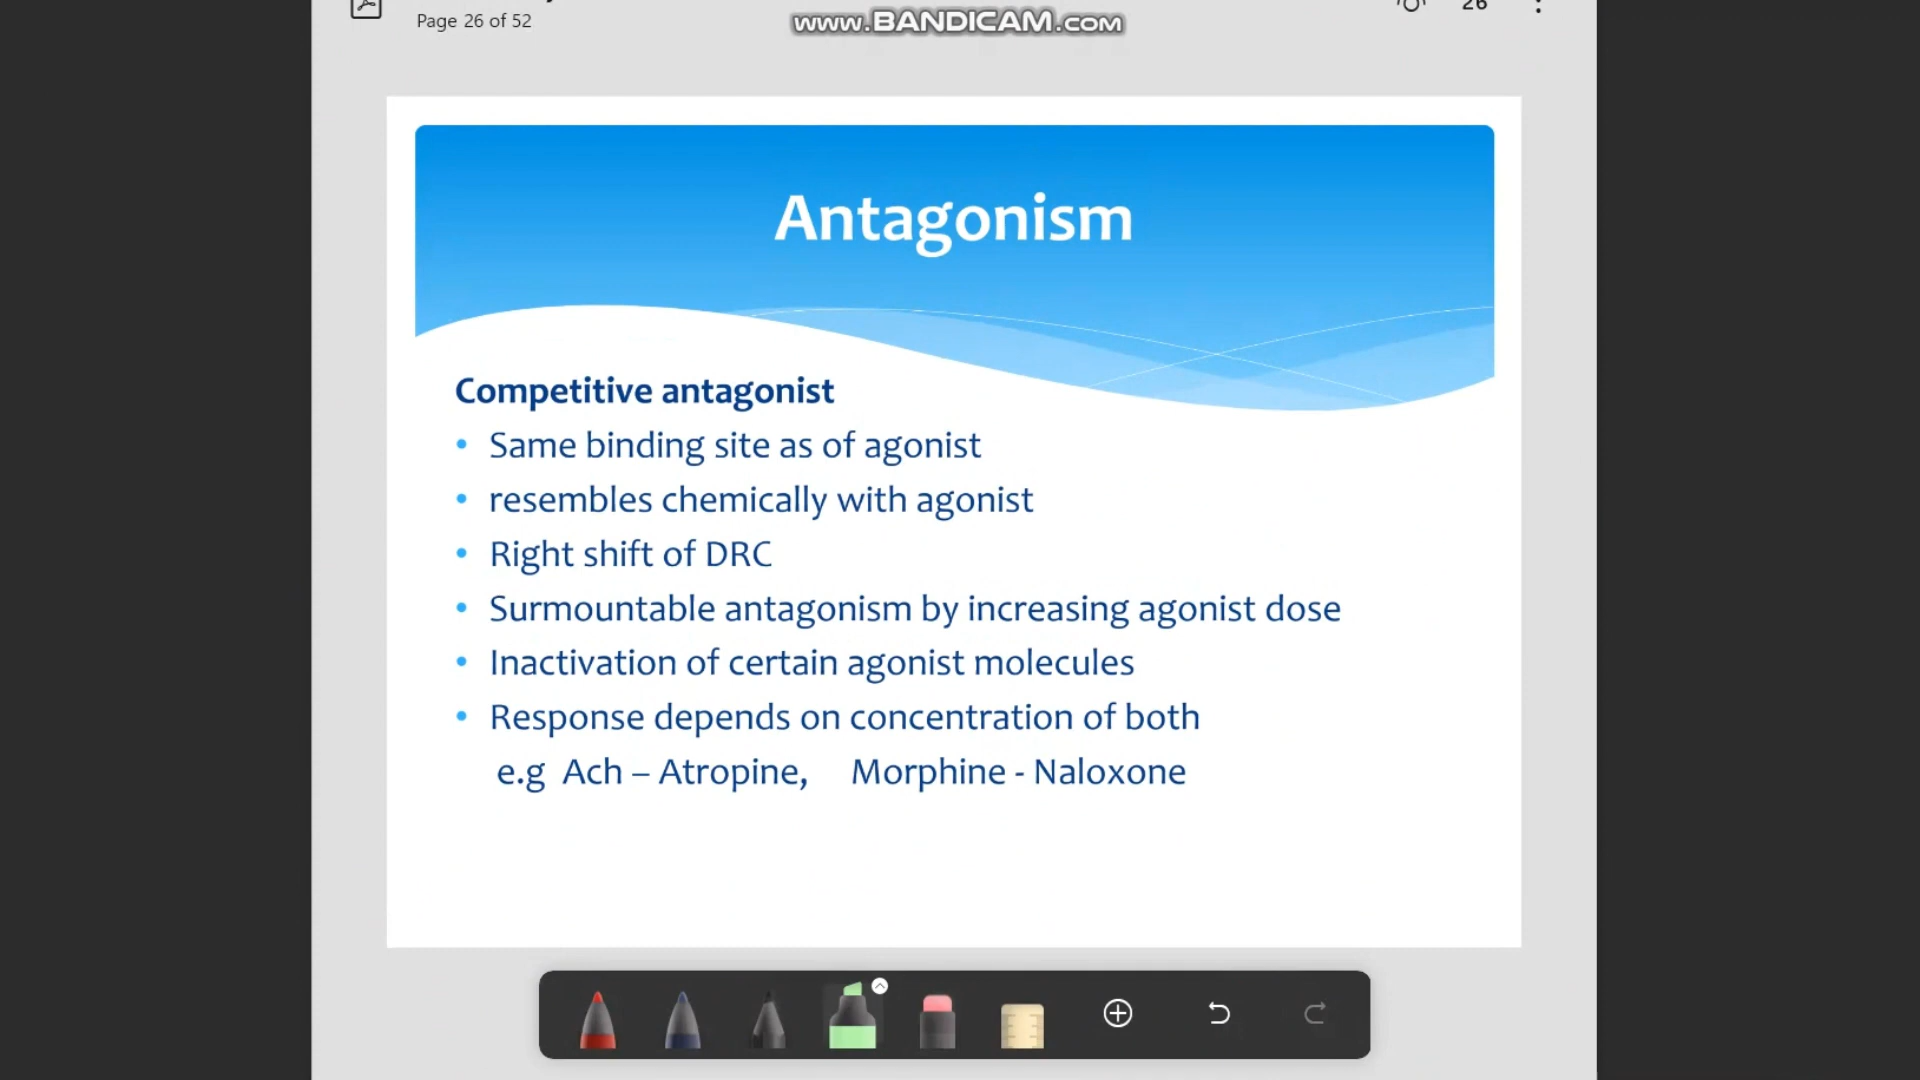 www.BANDICAM.com
Page 26 of 52
26
Antagonism
Competitive antagonist
• Same binding site as of agonist
• resembles chemically with agonist
• Right shift of DRC
• Surmountable antagonism by increasing agonist dose
• Inactivation of certain agonist molecules
• Response depends on concentration of both
e.g Ach – Atropine, Morphine - Naloxone